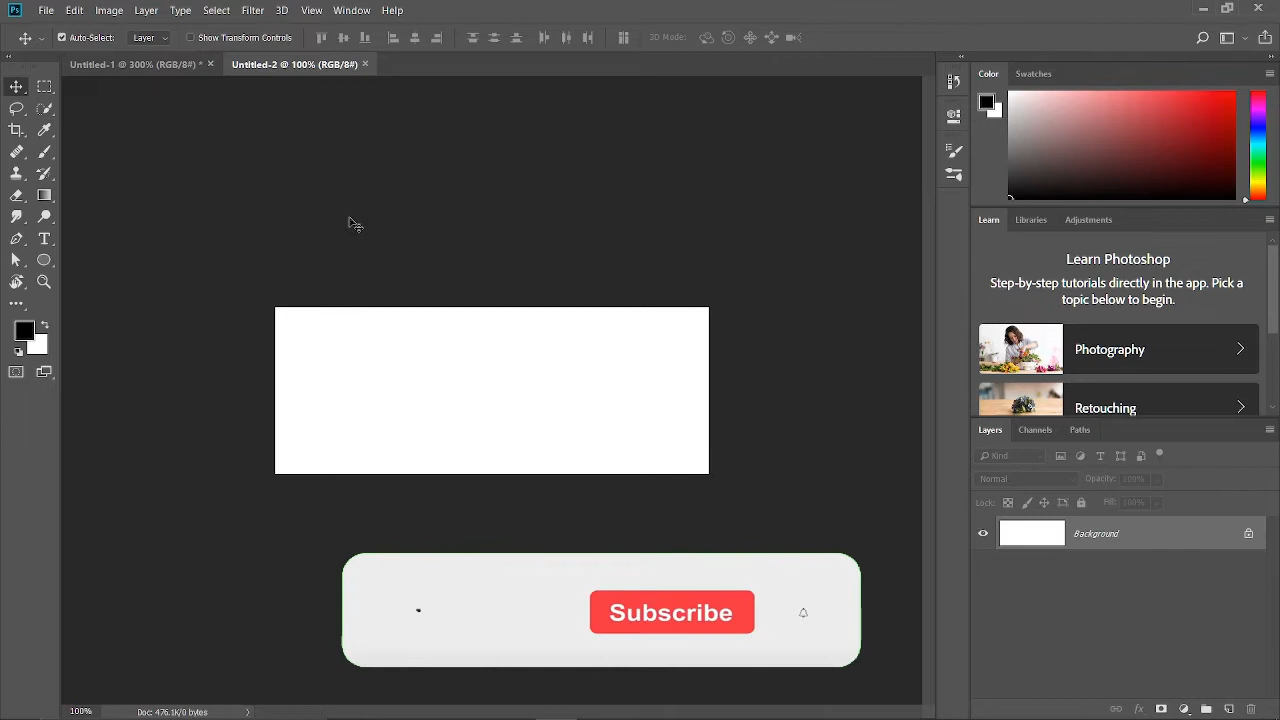 Ps File Edit Image Layer Type Select Filter 3D View Window Help
Auto-Select: Layer Show Transform Controls 3D Mode:
Untitled-1 @ 300% (RGB/8#) * × Untitled-2 @ 100% (RGB/8#) ×
Color Swatches
Learn Libraries Adjustments
Learn Photoshop
Step-by-step tutorials directly in the app. Pick a
topic below to begin.
Photography
Retouching
Layers Channels Paths
Kind
Normal Opacity: 100%
Lock: Fill: 100%
Background
Subscribe
100% Doc: 476.1K/0 bytes